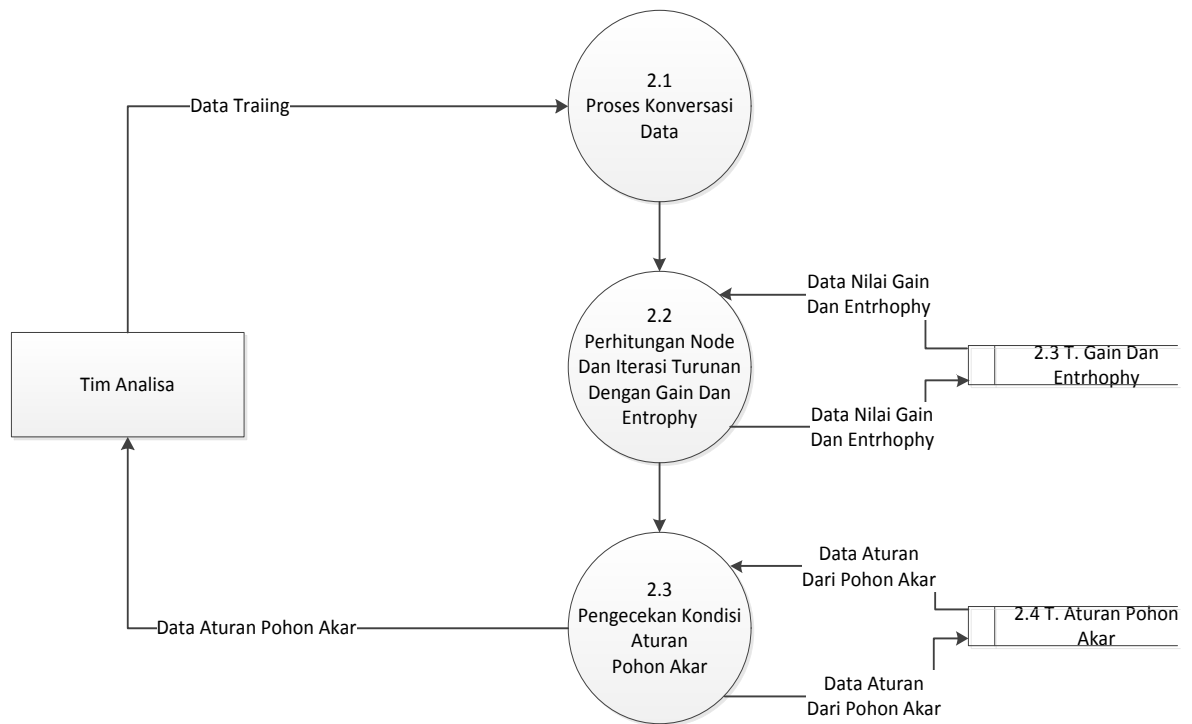 2.1
Proses Konversasi
Data
Data Traiing
Data Nilai Gain
Dan Entrhophy
2.2
Perhitungan Node
Dan Iterasi Turunan
Dengan Gain Dan
Entrophy
2.3 T. Gain Dan
Entrhophy
Tim Analisa
Data Nilai Gain
Dan Entrhophy
Data Aturan
Dari Pohon Akar
2.3
Pengecekan Kondisi
Aturan
Pohon Akar
2.4 T. Aturan Pohon
Akar
Data Aturan Pohon Akar
Data Aturan
Dari Pohon Akar